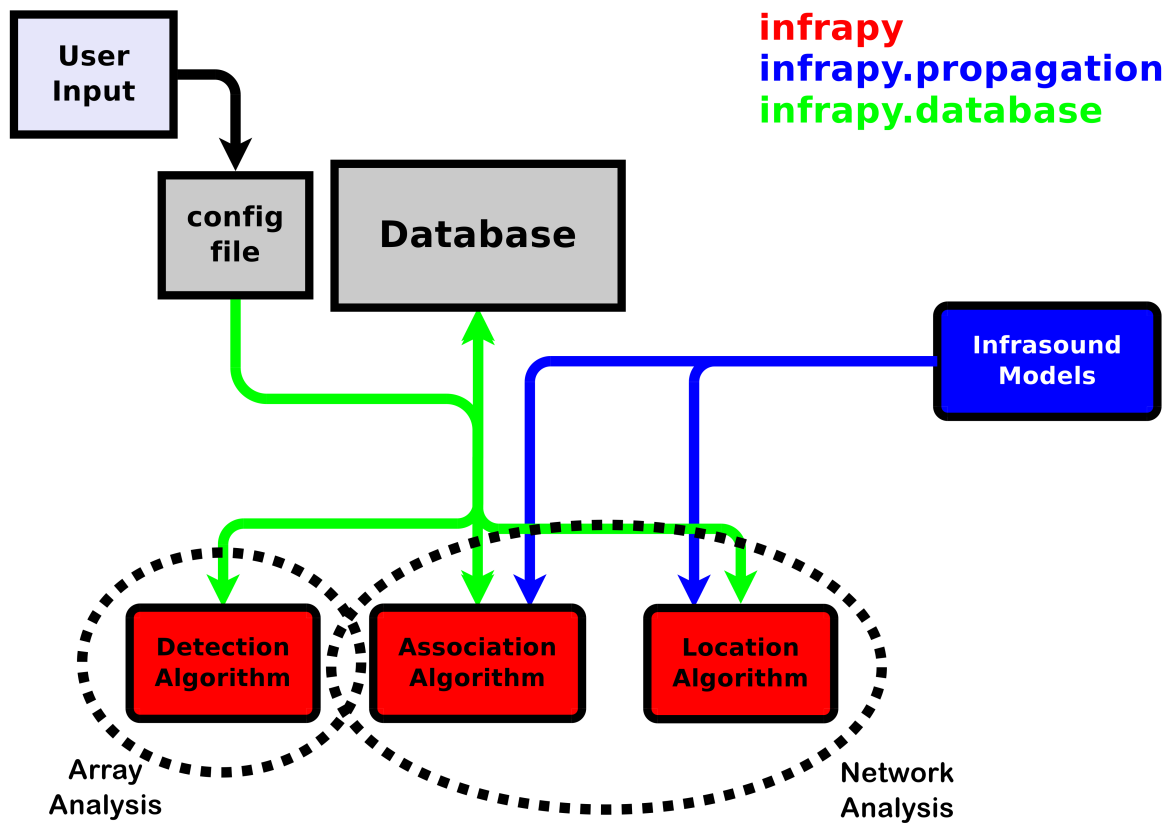 User
Input
infrapy
infrapy.propagation
infrapy.database
config
file
Database
Infrasound
Models
Detection
Algorithm
Association
Algorithm
Location
Algorithm
Array
Analysis
Network
Analysis